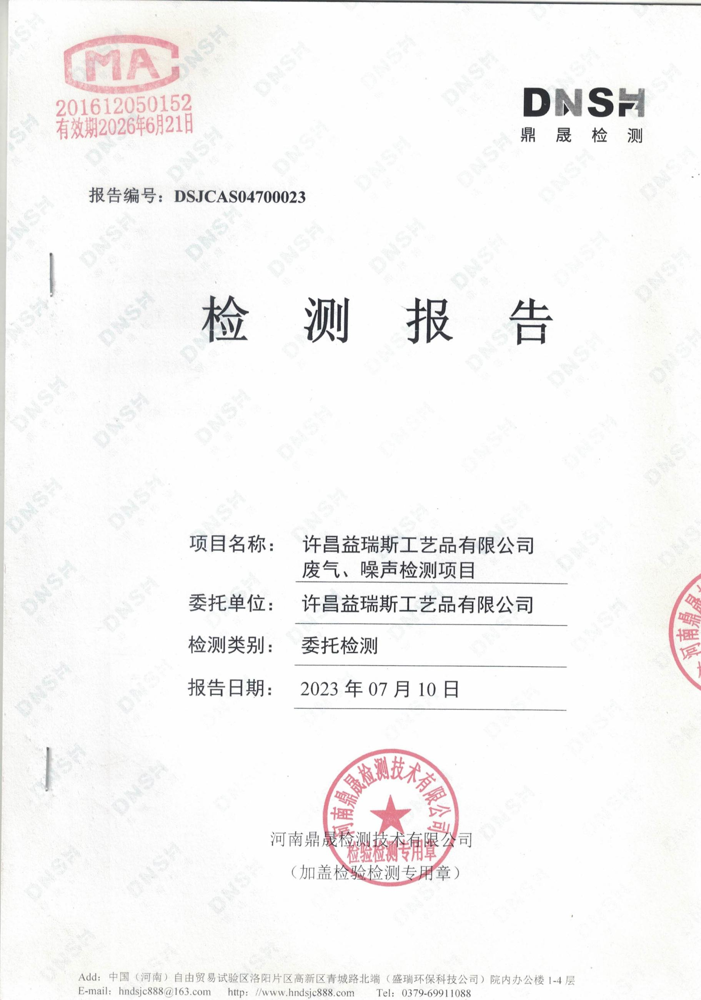 MA
201612050152
有效期2026年6月21日
DNSH
鼎晟检测
报告编号：DSJCAS04700023
检测报告
项目名称：许昌益瑞斯工艺品有限公司
废气、噪声检测项目
委托单位：许昌益瑞斯工艺品有限公司
检测类别：委托检测
报告日期：2023年07月10日
河南鼎晟检测技术有限公司
检验检测专用章
河南鼎晟检测技术有限公司
（加盖检验检测专用章）
河南鼎晟
Add：中国（河南）自由贸易试验区洛阳片区高新区青城路北端（盛瑞环保科技公司）院内办公楼 1-4 层
E-mail：hndsjc888@163.com http：//www.hndsjc888.com Tel：0379-69911088